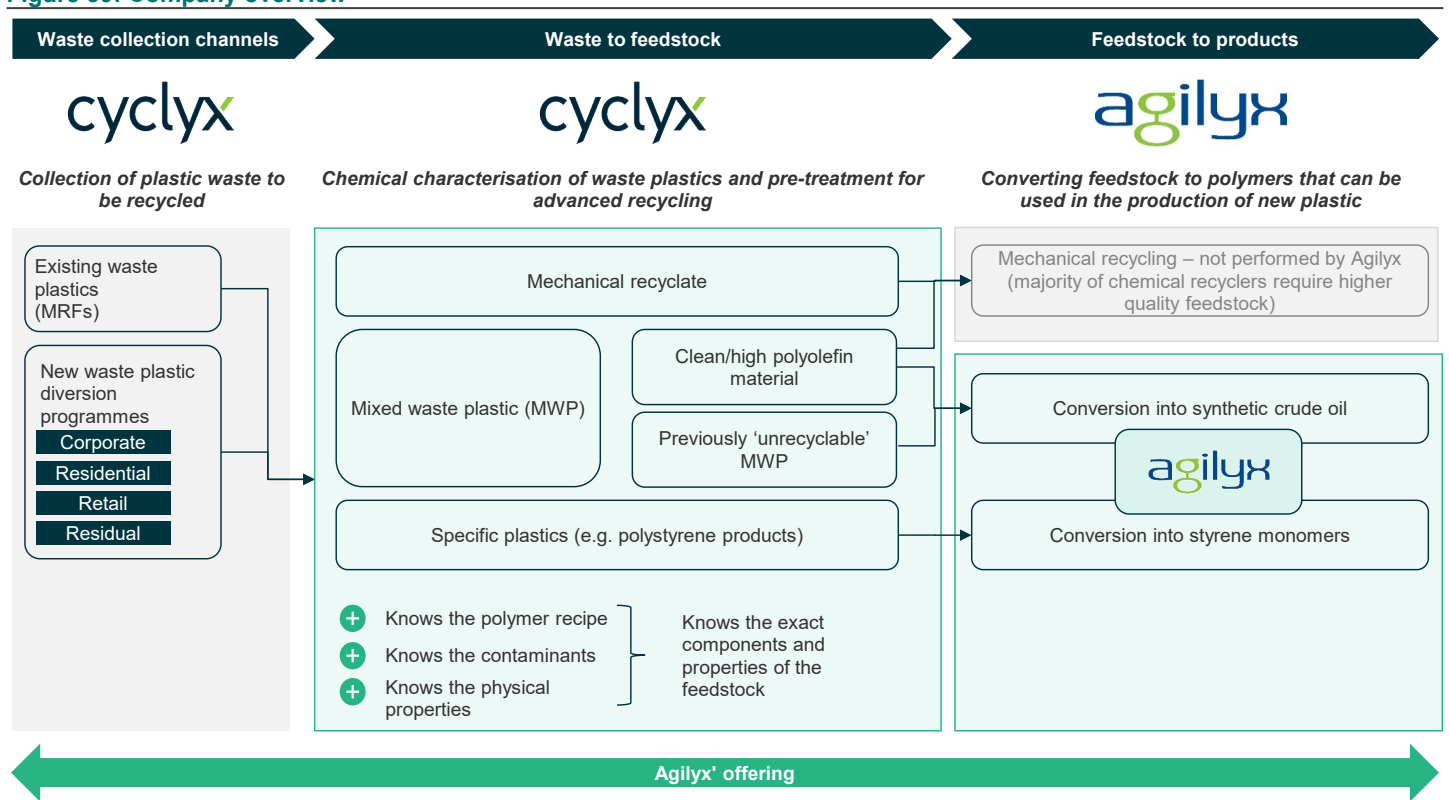 Waste collection channels
Waste to feedstock
Feedstock to products
cyclyx
cyclyx
agilyx
Collection of plastic waste to
be recycled
Chemical characterisation of waste plastics and pre-treatment for
advanced recycling
Converting feedstock to polymers that can be
used in the production of new plastic
Existing waste
plastics
(MRFs)
New waste plastic
diversion
programmes
Corporate
Residential
Retail
Residual
Mechanical recyclate
Mixed waste plastic (MWP)
Clean/high polyolefin
material
Previously ‘unrecyclable’
MWP
Specific plastics (e.g. polystyrene products)
Knows the polymer recipe
Knows the contaminants
Knows the physical
properties
Knows the exact
components and
properties of the
feedstock
Mechanical recycling – not performed by Agilyx
(majority of chemical recyclers require higher
quality feedstock)
Conversion into synthetic crude oil
agilyx
Conversion into styrene monomers
Agilyx' offering